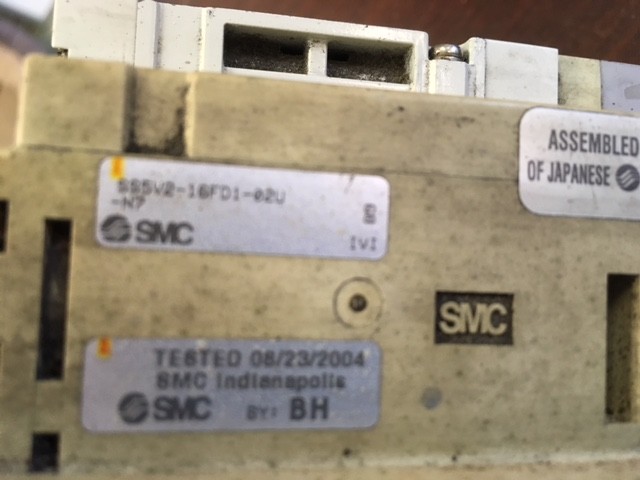 ASSEMBLED
OF JAPANESE
SS5V2-16FD1-02U
-N7
SMC
IVI
SMC
TESTED 08/23/2004
SMC Indianapolis
SMC BY: BH